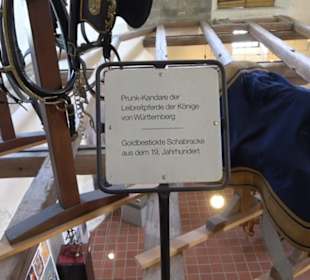 Prunk-Kandare der
Leibreitpferde der Könige
von Württemberg
Goldbestickte Schabracke
aus dem 19. Jahrhundert